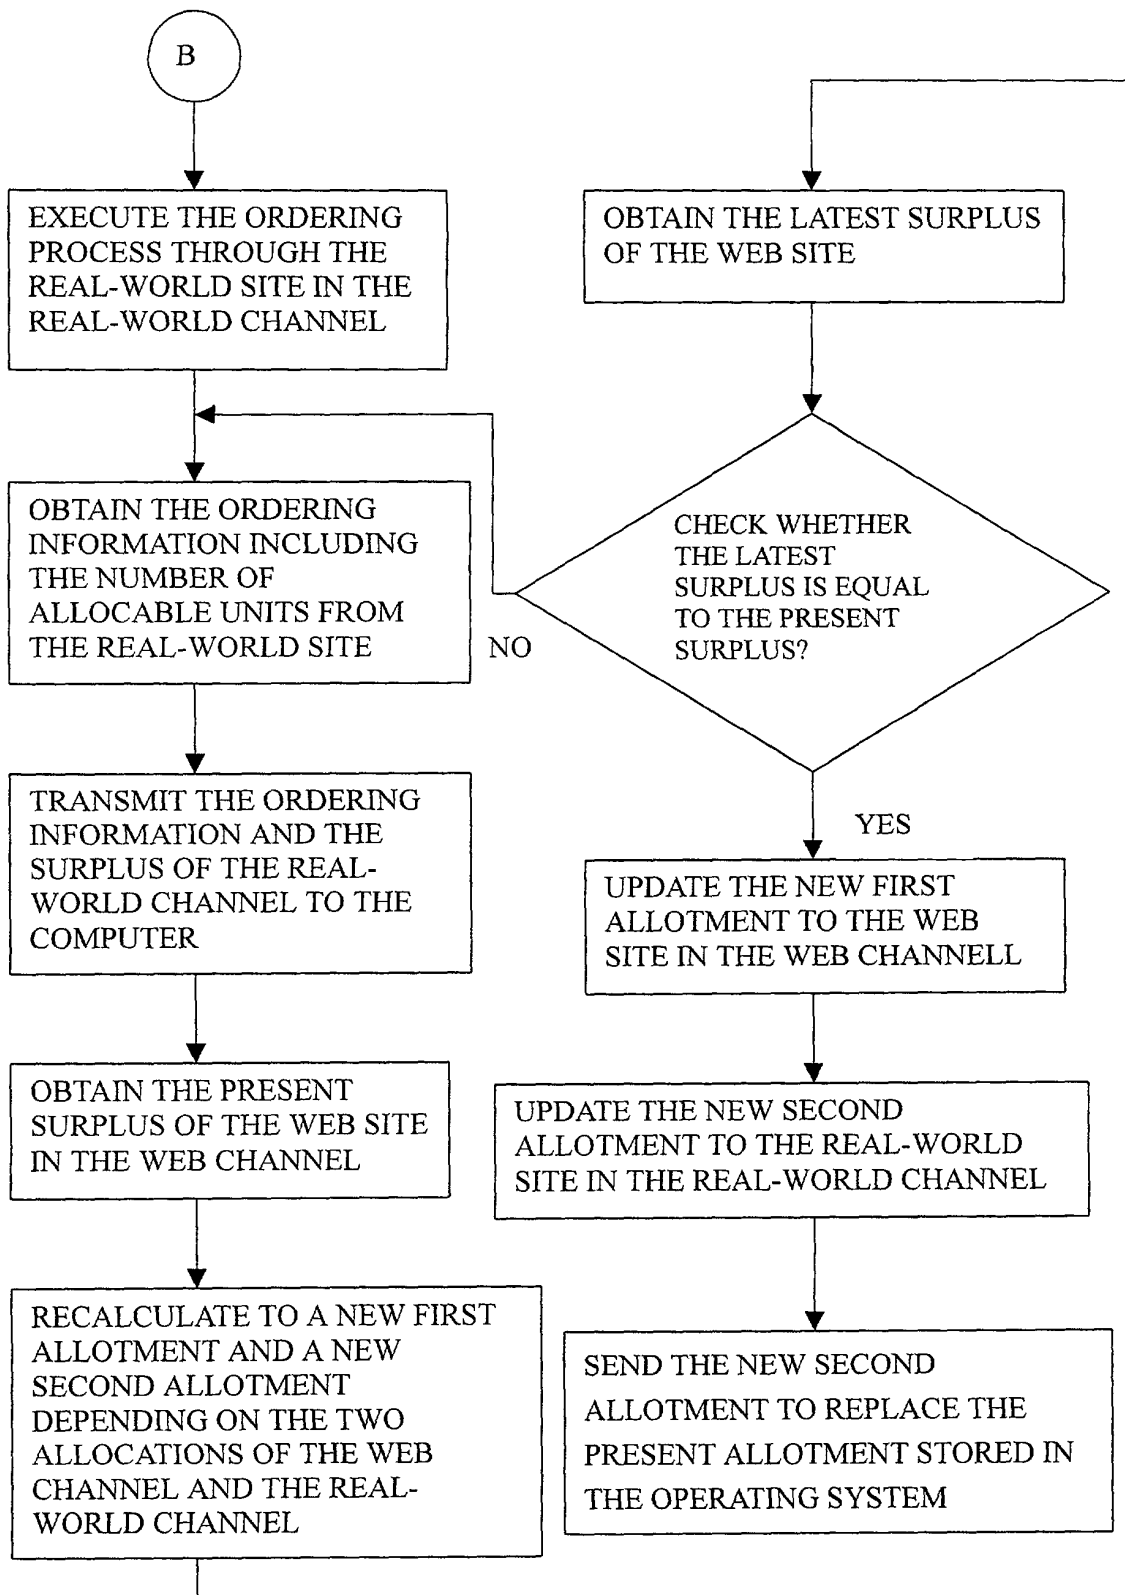 B
EXECUTE THE ORDERING
PROCESS THROUGH THE
REAL-WORLD SITE IN THE
REAL-WORLD CHANNEL
OBTAIN THE ORDERING
INFORMATION INCLUDING
THE NUMBER OF
ALLOCABLE UNITS FROM
THE REAL-WORLD SITE
TRANSMIT THE ORDERING
INFORMATION AND THE
SURPLUS OF THE REAL-
WORLD CHANNEL TO THE
COMPUTER
OBTAIN THE PRESENT
SURPLUS OF THE WEB SITE
IN THE WEB CHANNEL
RECALCULATE TO A NEW FIRST
ALLOTMENT AND A NEW
SECOND ALLOTMENT
DEPENDING ON THE TWO
ALLOCATIONS OF THE WEB
CHANNEL AND THE REAL-
WORLD CHANNEL
OBTAIN THE LATEST SURPLUS
OF THE WEB SITE
CHECK WHETHER
THE LATEST
SURPLUS IS EQUAL
TO THE PRESENT
SURPLUS?
NO
YES
UPDATE THE NEW FIRST
ALLOTMENT TO THE WEB
SITE IN THE WEB CHANNELL
UPDATE THE NEW SECOND
ALLOTMENT TO THE REAL-WORLD
SITE IN THE REAL-WORLD CHANNEL
SEND THE NEW SECOND
ALLOTMENT TO REPLACE THE
PRESENT ALLOTMENT STORED IN
THE OPERATING SYSTEM